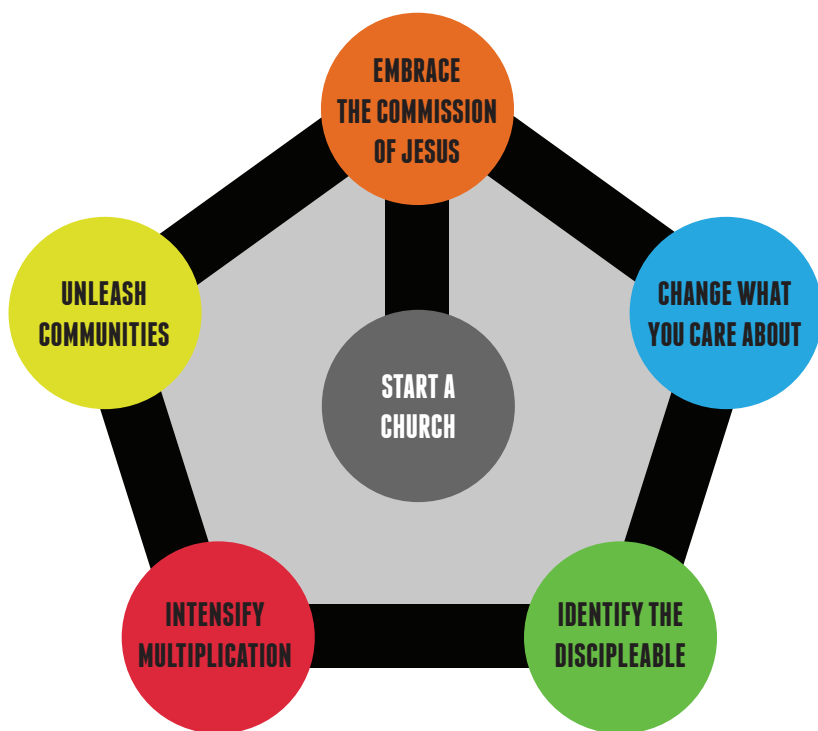 EMBRACE
THE COMMISSION
OF JESUS
UNLEASH
COMMUNITIES
CHANGE WHAT
YOU CARE ABOUT
START A
CHURCH
INTENSIFY
MULTIPLICATION
IDENTIFY THE
DISCIPLEABLE